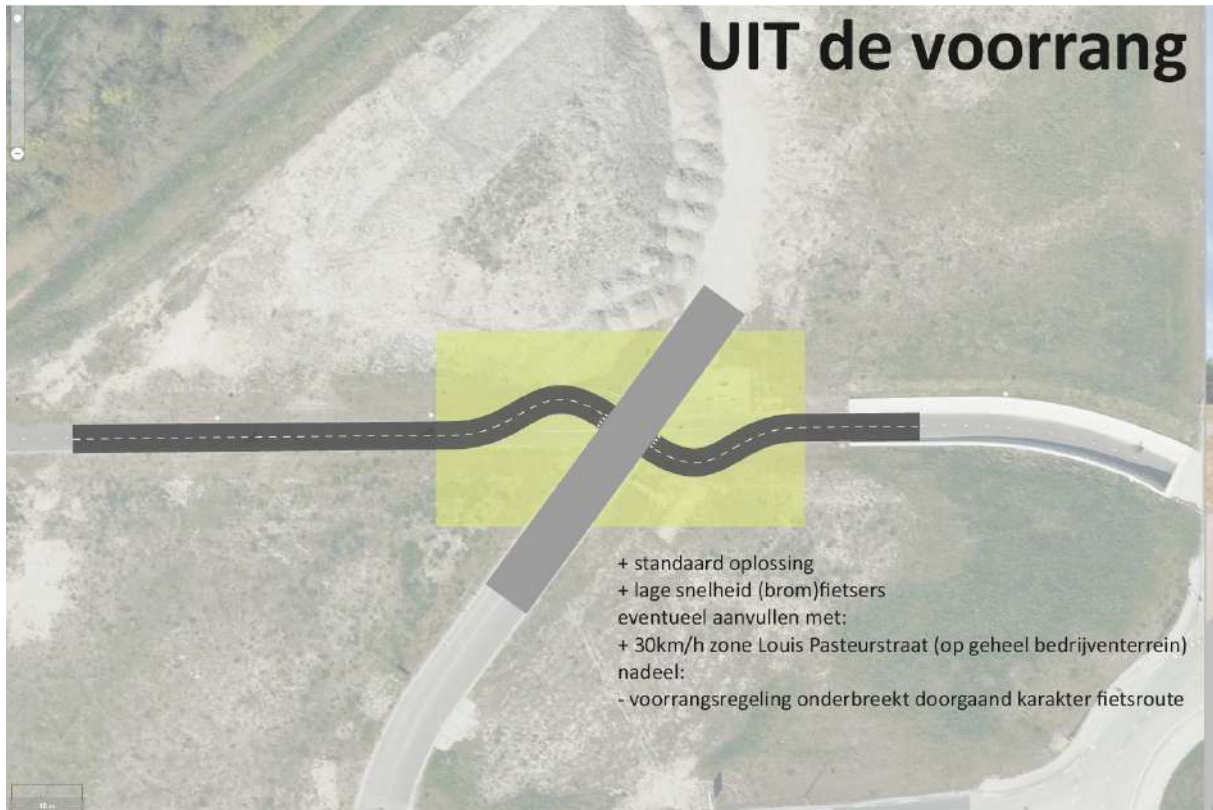 UIT de voorrang
+ standaard oplossing
+ lage snelheid (brom)fietsers
eventueel aanvullen met:
+ 30km/h zone Louis Pasteurstraat (op geheel bedrijventerrein)
nadeel:
- voorrangsregeling onderbreekt doorgaand karakter fietsroute